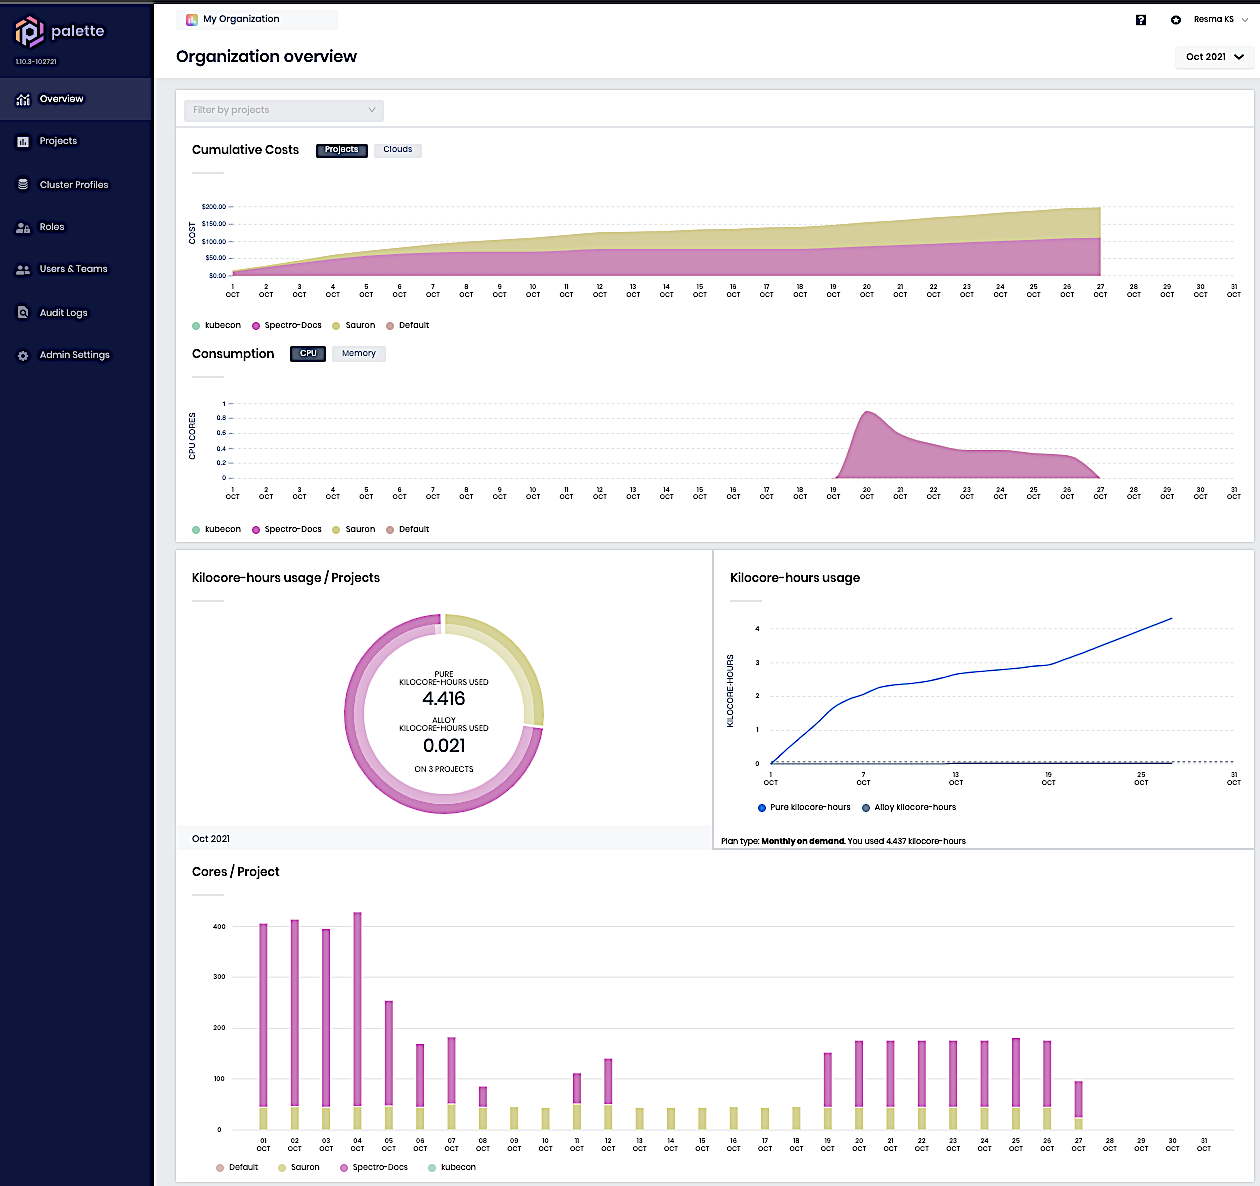 palette
1.10.3-102721
Overview
Projects
Cluster Profiles
Roles
Users & Teams
Audit Logs
Admin Settings
My Organization
? Resma KS
Organization overview
Oct 2021
Filter by projects
Cumulative Costs Projects Clouds
COST
$200.00
$150.00
$100.00
$50.00
$0.00
1 2 3 4 5 6 7 8 9 10 11 12 13 14 15 16 17 18 19 20 21 22 23 24 25 26 27 28 29 30 31
OCT OCT OCT OCT OCT OCT OCT OCT OCT OCT OCT OCT OCT OCT OCT OCT OCT OCT OCT OCT OCT OCT OCT OCT OCT OCT OCT OCT OCT OCT OCT
kubecon Spectro-Docs Sauron Default
Consumption CPU Memory
CPU CORES
1
0.8
0.6
0.4
0.2
0
1 2 3 4 5 6 7 8 9 10 11 12 13 14 15 16 17 18 19 20 21 22 23 24 25 26 27 28 29 30 31
OCT OCT OCT OCT OCT OCT OCT OCT OCT OCT OCT OCT OCT OCT OCT OCT OCT OCT OCT OCT OCT OCT OCT OCT OCT OCT OCT OCT OCT OCT OCT
kubecon Spectro-Docs Sauron Default
Kilocore-hours usage / Projects
PURE
KILOCORE-HOURS USED
4.416
ALLOY
KILOCORE-HOURS USED
0.021
ON 3 PROJECTS
Oct 2021
Kilocore-hours usage
KILOCORE-HOURS
4
3
2
1
0
1 7 13 19 25 31
OCT OCT OCT OCT OCT OCT
Pure kilocore-hours Alloy kilocore-hours
Plan type: Monthly on demand. You used 4.437 kilocore-hours
Cores / Project
400
300
200
100
0
01 02 03 04 05 06 07 08 09 10 11 12 13 14 15 16 17 18 19 20 21 22 23 24 25 26 27 28 29 30 31
OCT OCT OCT OCT OCT OCT OCT OCT OCT OCT OCT OCT OCT OCT OCT OCT OCT OCT OCT OCT OCT OCT OCT OCT OCT OCT OCT OCT OCT OCT OCT
Default Sauron Spectro-Docs kubecon